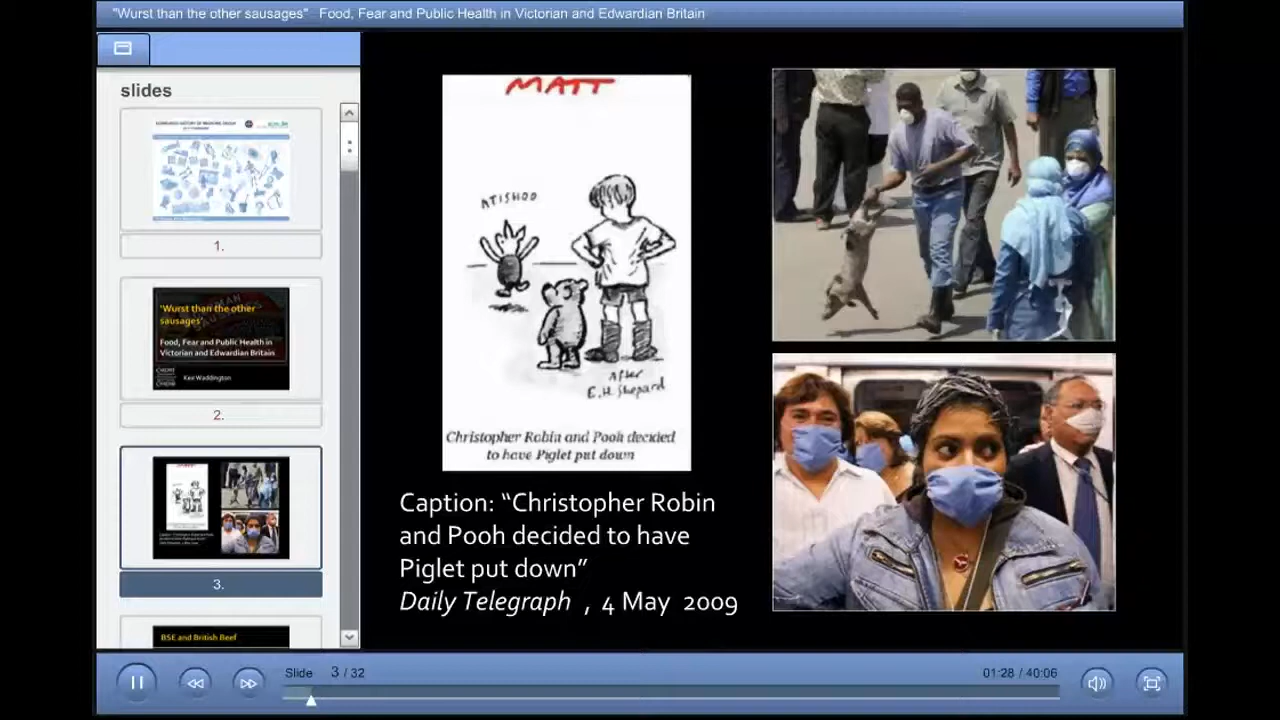 "Wurst than the other sausages" Food, Fear and Public Health in Victorian and Edwardian Britain
slides
1.
'Wurst than the other
sausages'
Food, Fear and Public Health in
Victorian and Edwardian Britain
Keir Waddington
2.
3.
BSE and British Beef
MATT
ATISHOO
AFTER
E.H. Shepard
Christopher Robin and Pooh decided
to have Piglet put down
Caption: “Christopher Robin
and Pooh decided to have
Piglet put down”
Daily Telegraph , 4 May 2009
Slide 3 / 32
01:28 / 40:06